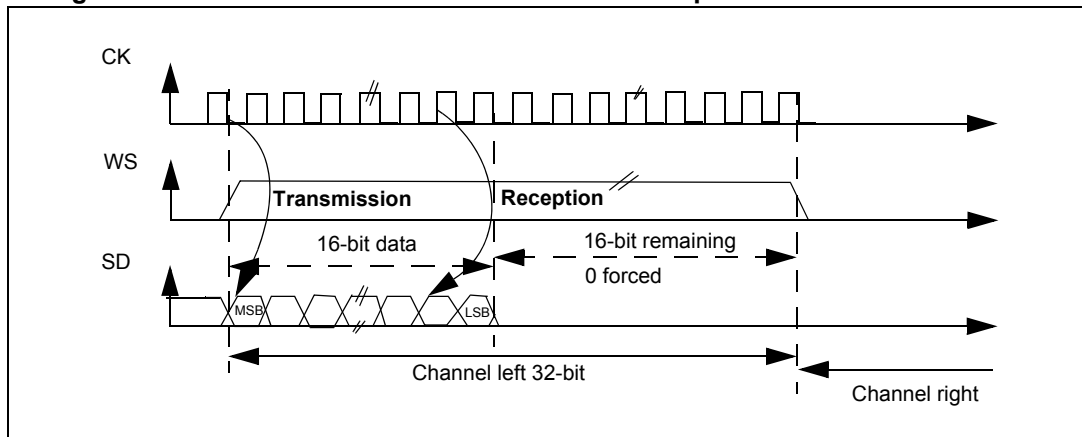 CK
WS
Transmission
Reception
16-bit data
16-bit remaining
0 forced
SD
MSB
LSB
Channel left 32-bit
Channel right